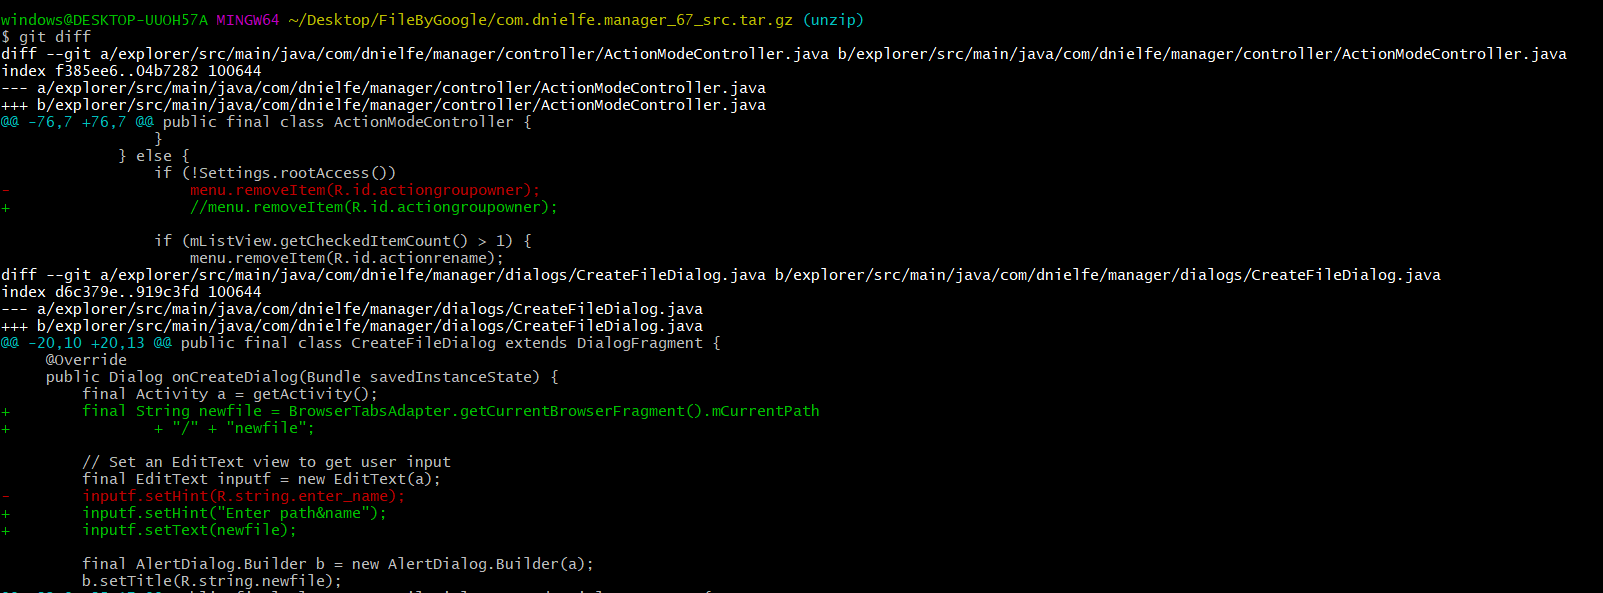 windows@DESKTOP-UUOH57A MINGW64 ~/Desktop/FileByGoogle/com.dnielfe.manager_67_src.tar.gz (unzip)
$ git diff
diff --git a/explorer/src/main/java/com/dnielfe/manager/controller/ActionModeController.java b/explorer/src/main/java/com/dnielfe/manager/controller/ActionModeController.java
index f385ee6..04b7282 100644
--- a/explorer/src/main/java/com/dnielfe/manager/controller/ActionModeController.java
+++ b/explorer/src/main/java/com/dnielfe/manager/controller/ActionModeController.java
@@ -76,7 +76,7 @@ public final class ActionModeController {
                 }
             } else {
                 if (!Settings.rootAccess())
-                    menu.removeItem(R.id.actiongroupowner);
+                    //menu.removeItem(R.id.actiongroupowner);
                 if (mListView.getCheckedItemCount() > 1) {
                     menu.removeItem(R.id.actionrename);
diff --git a/explorer/src/main/java/com/dnielfe/manager/dialogs/CreateFileDialog.java b/explorer/src/main/java/com/dnielfe/manager/dialogs/CreateFileDialog.java
index d6c379e..919c3fd 100644
--- a/explorer/src/main/java/com/dnielfe/manager/dialogs/CreateFileDialog.java
+++ b/explorer/src/main/java/com/dnielfe/manager/dialogs/CreateFileDialog.java
@@ -20,10 +20,13 @@ public final class CreateFileDialog extends DialogFragment {
     @Override
     public Dialog onCreateDialog(Bundle savedInstanceState) {
         final Activity a = getActivity();
+        final String newfile = BrowserTabsAdapter.getCurrentBrowserFragment().mCurrentPath
+                + "/" + "newfile";
         // Set an EditText view to get user input
         final EditText inputf = new EditText(a);
-        inputf.setHint(R.string.enter_name);
+        inputf.setHint("Enter path&name");
+        inputf.setText(newfile);
         final AlertDialog.Builder b = new AlertDialog.Builder(a);
         b.setTitle(R.string.newfile);